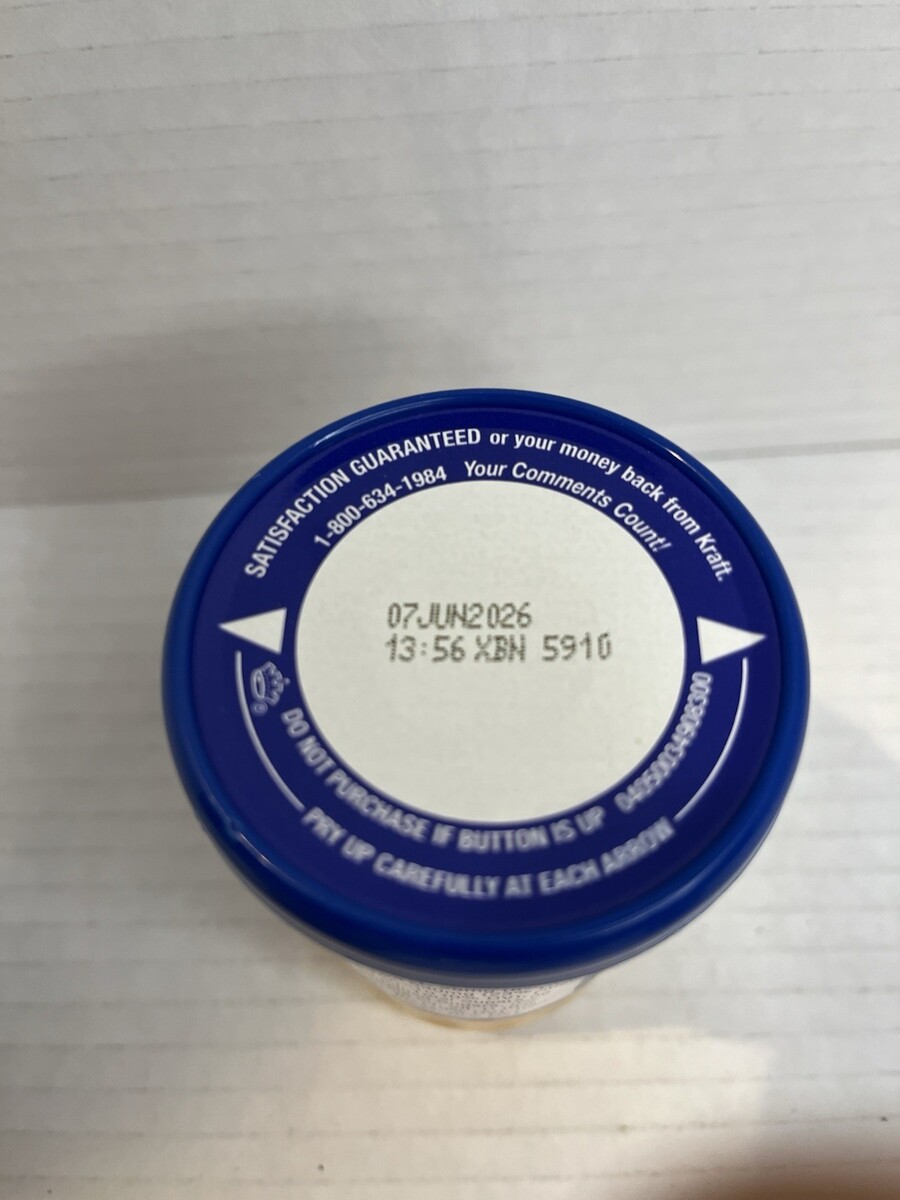 SATISFACTION GUARANTEED or your money back from Kraft.
1-800-634-1984 Your Comments Count!
07JUN2026
13:56 XBN 5910
DO NOT PURCHASE IF BUTTON IS UP
PRY UP CAREFULLY AT EACH ARROW